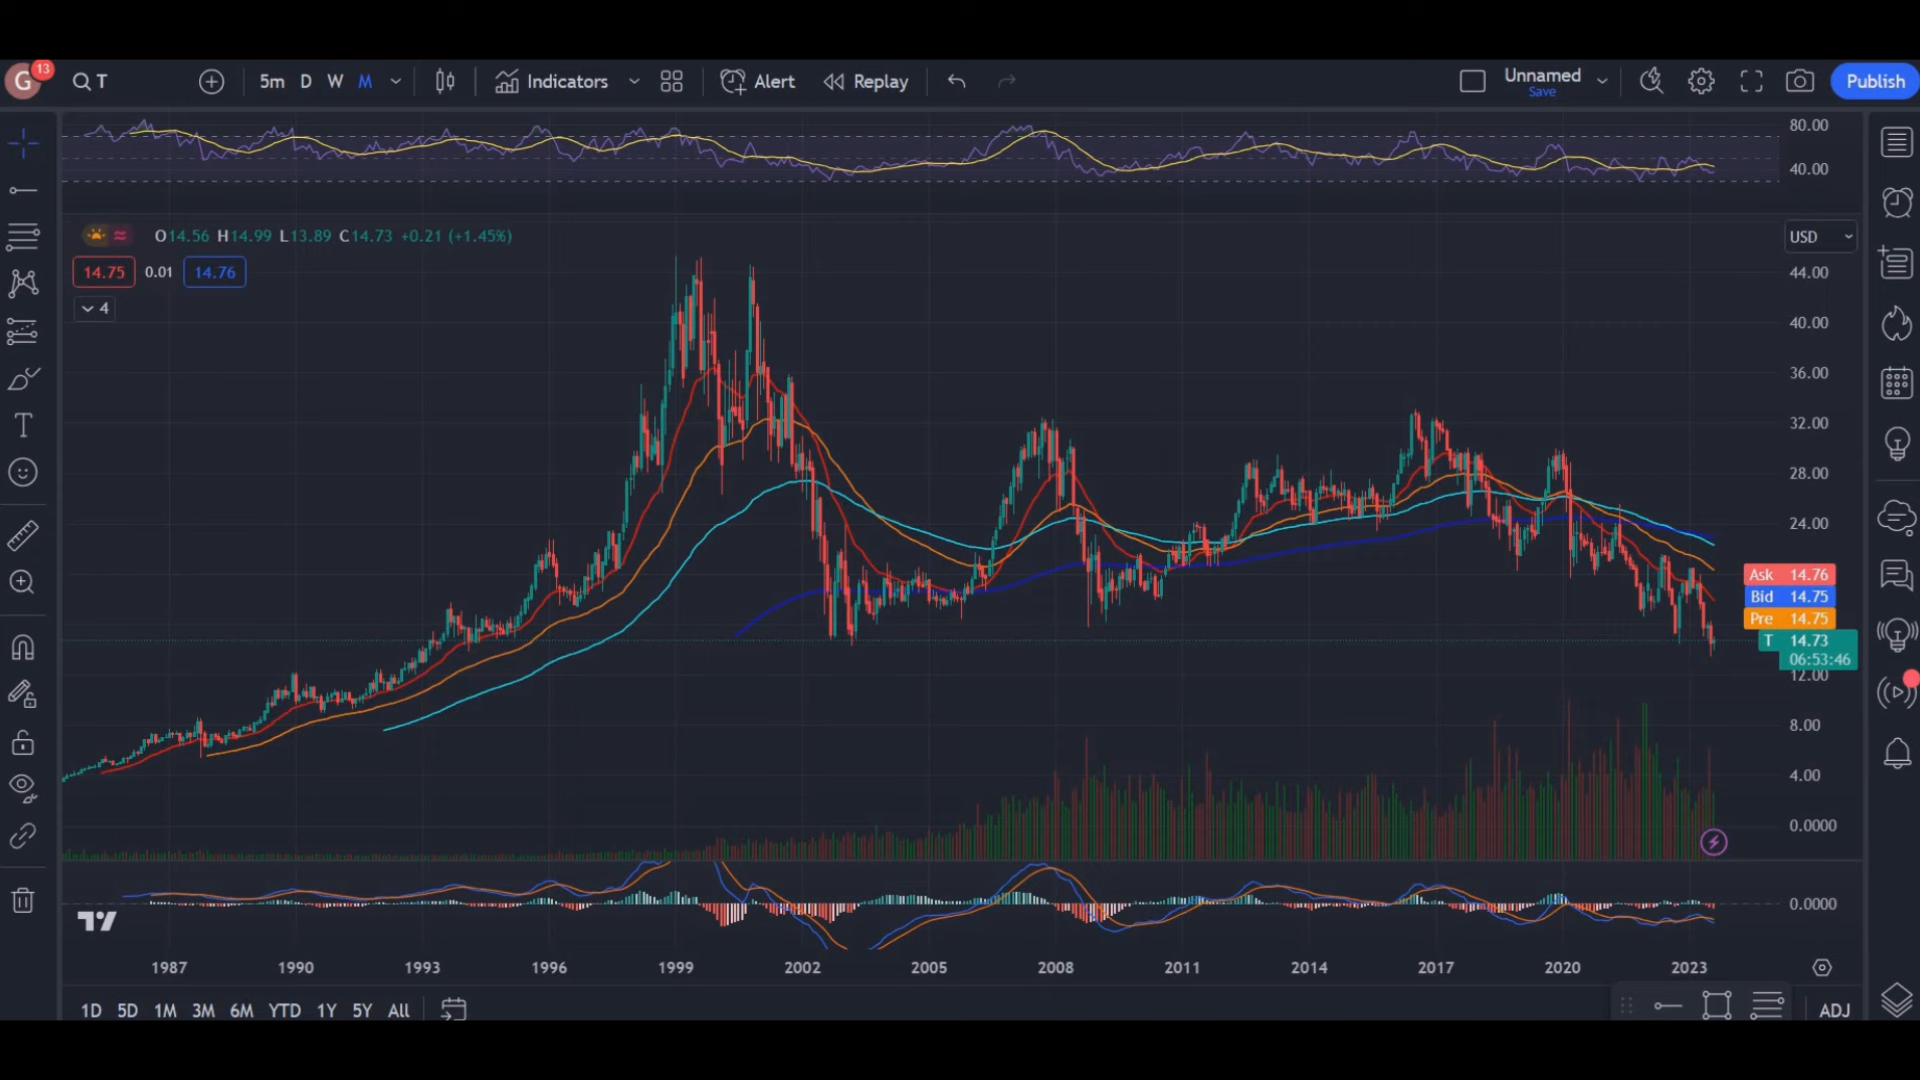 G 13 T 5m D W M Indicators Alert Replay Unnamed Save Publish
80.00
40.00
O14.56 H14.99 L13.89 C14.73 +0.21 (+1.45%) USD
14.75 0.01 14.76
4
44.00
40.00
36.00
32.00
28.00
24.00
Ask 14.76
Bid 14.75
Pre 14.75
T 14.73
06:53:46
12.00
8.00
4.00
0.0000
0.0000
1987 1990 1993 1996 1999 2002 2005 2008 2011 2014 2017 2020 2023
1D 5D 1M 3M 6M YTD 1Y 5Y All ADJ